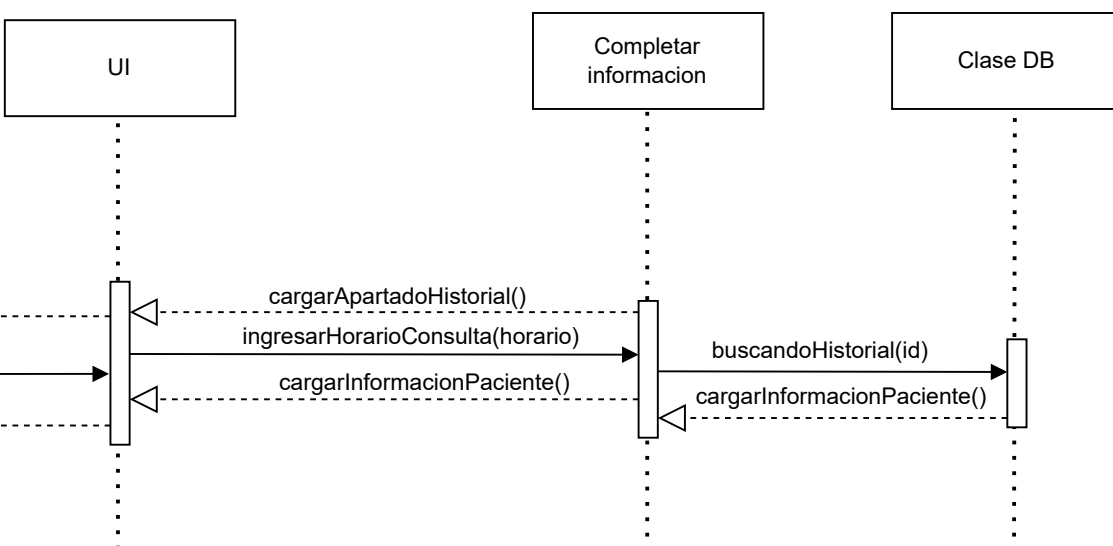 UI
Completar
informacion
Clase DB
cargarApartadoHistorial()
ingresarHorarioConsulta(horario)
buscandoHistorial(id)
cargarInformacionPaciente()
cargarInformacionPaciente()